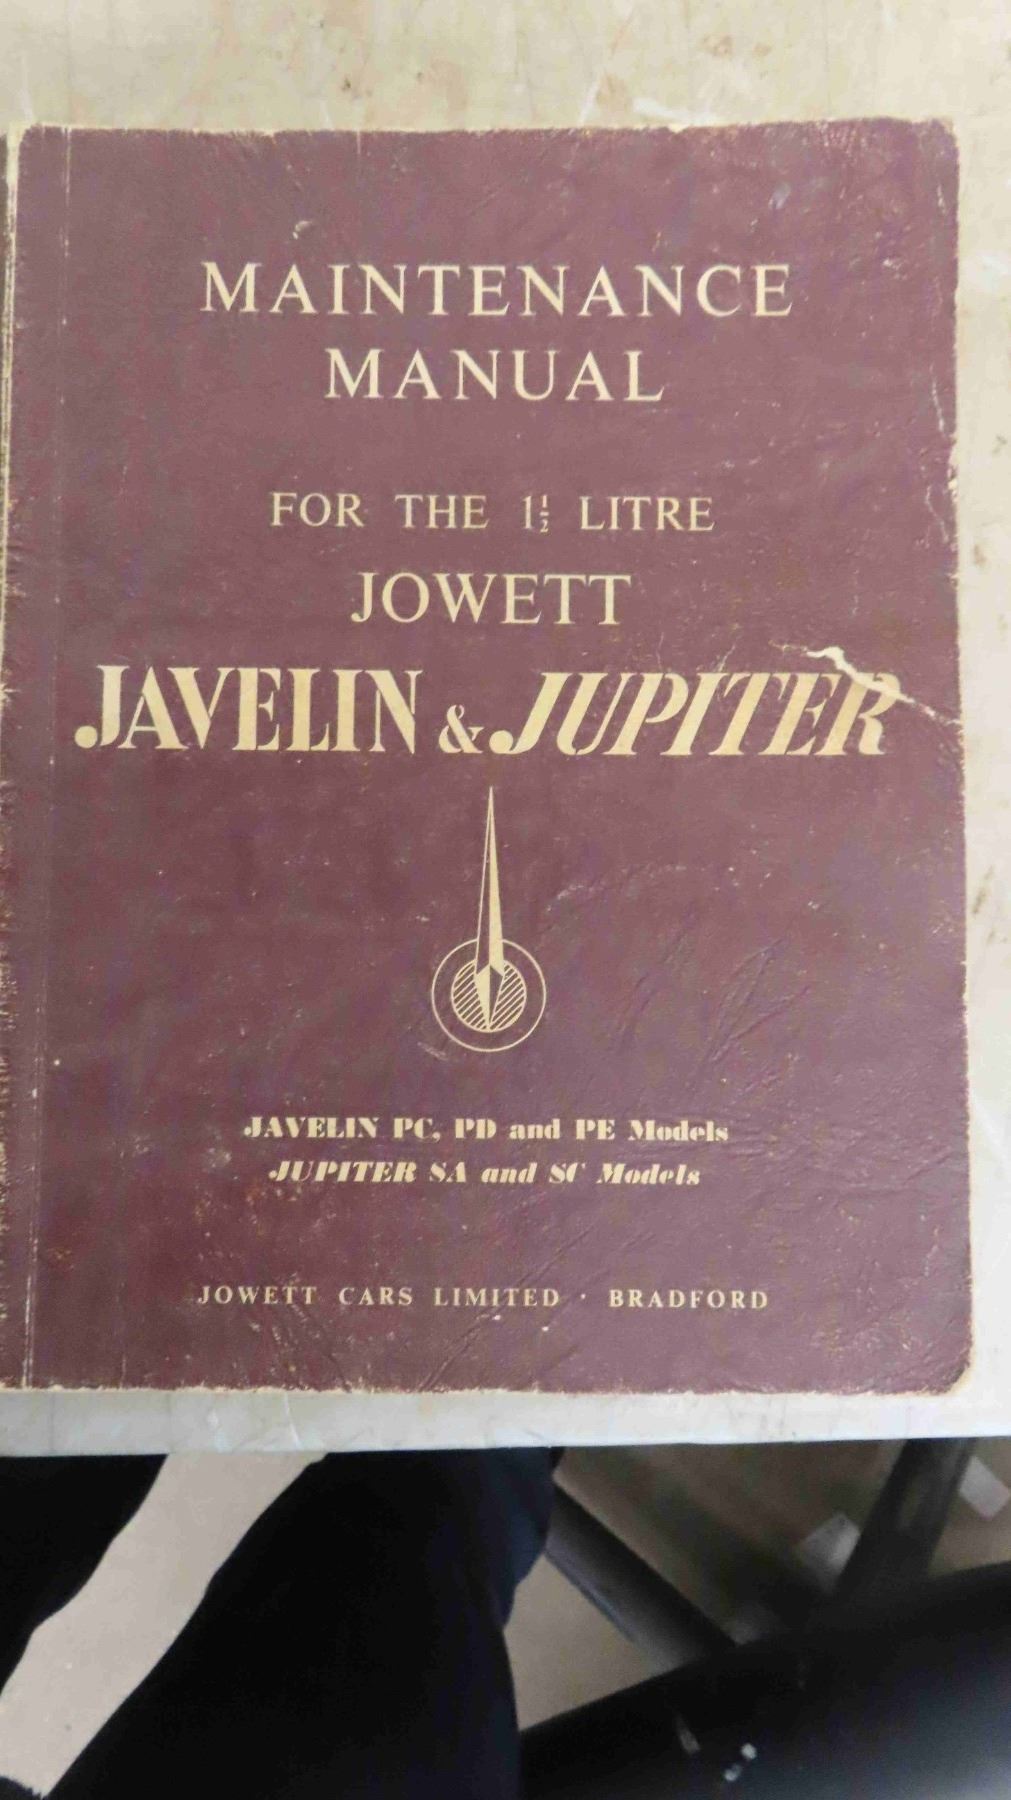 MAINTENANCE
MANUAL
FOR THE 1½ LITRE
JOWETT
JAVELIN & JUPITER
JAVELIN PC, PD and PE Models
JUPITER SA and SC Models
JOWETT CARS LIMITED · BRADFORD